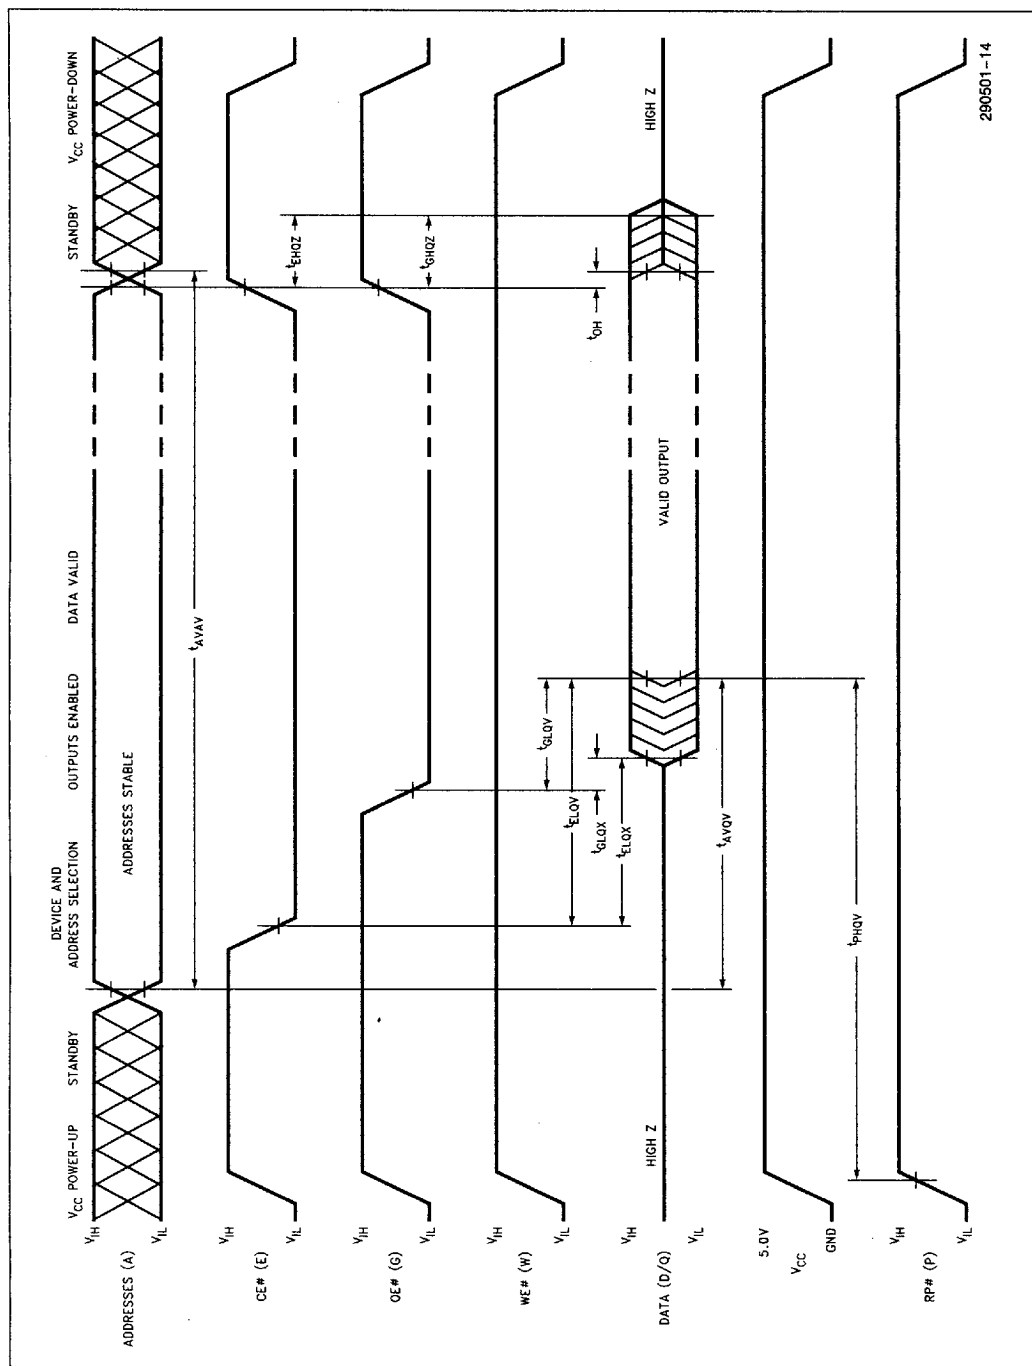 VCC POWER-UP
STANDBY
DEVICE AND
ADDRESS SELECTION
OUTPUTS ENABLED
DATA VALID
STANDBY
VCC POWER-DOWN
ADDRESSES (A)
VIH
VIL
ADDRESSES STABLE
tAVAV
CE# (E)
VIH
VIL
tEHQZ
OE# (G)
VIH
VIL
tGHQZ
WE# (W)
VIH
VIL
tGLQV
tELQV
tGLQX
tELQX
tOH
DATA (D/Q)
VIH
VIL
HIGH Z
VALID OUTPUT
HIGH Z
tAVQV
VCC
5.0V
GND
tPHQV
RP# (P)
VIH
VIL
290501-14